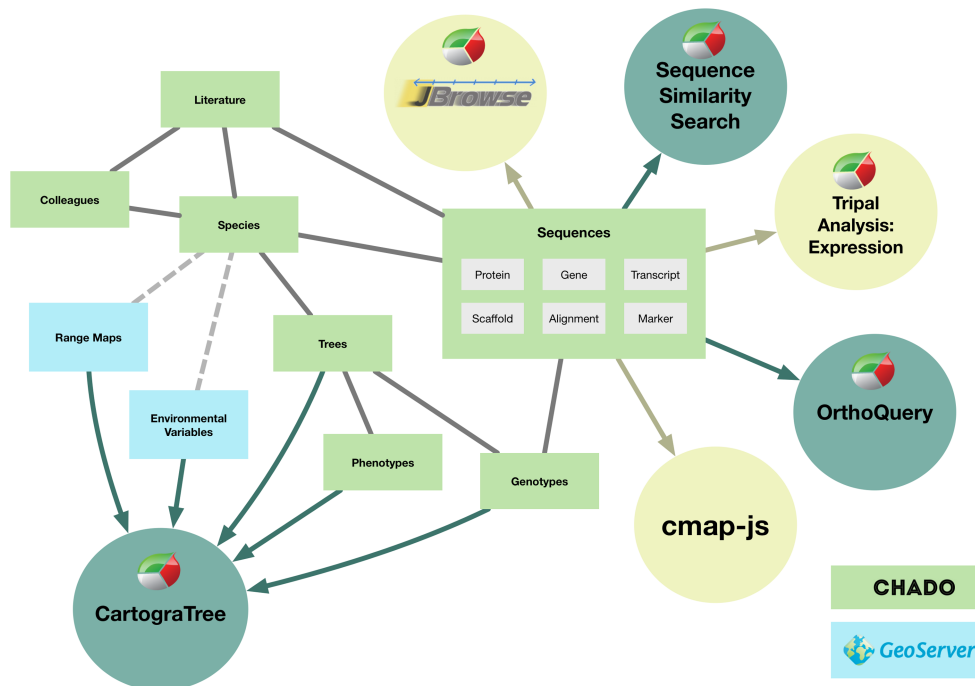 JBrowse
Sequence
Similarity
Search
Literature
Colleagues
Species
Tripal
Analysis:
Expression
Sequences
Protein
Gene
Transcript
Scaffold
Alignment
Marker
Range Maps
Trees
Environmental
Variables
Phenotypes
Genotypes
OrthoQuery
cmap-js
CartograTree
CHADO
GeoServer